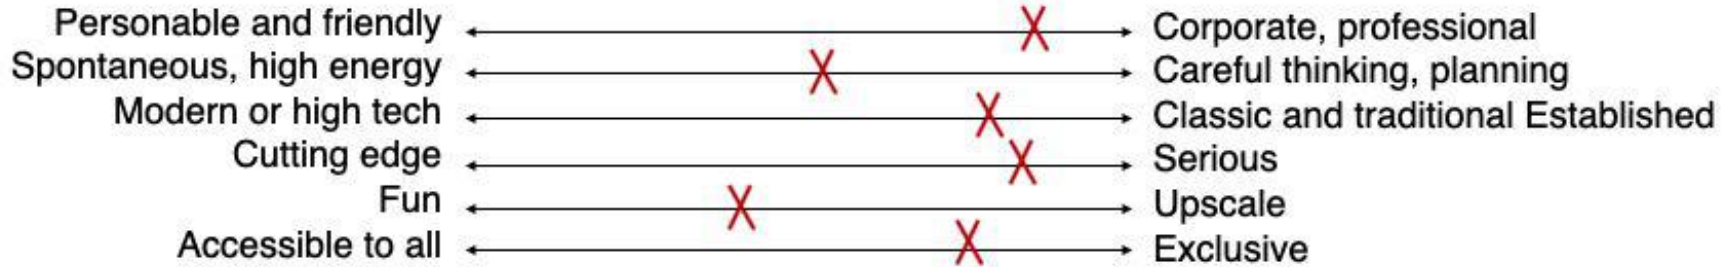 Personable and friendly Corporate, professional
Spontaneous, high energy Careful thinking, planning
Modern or high tech Classic and traditional Established
Cutting edge Serious
Fun Upscale
Accessible to all Exclusive